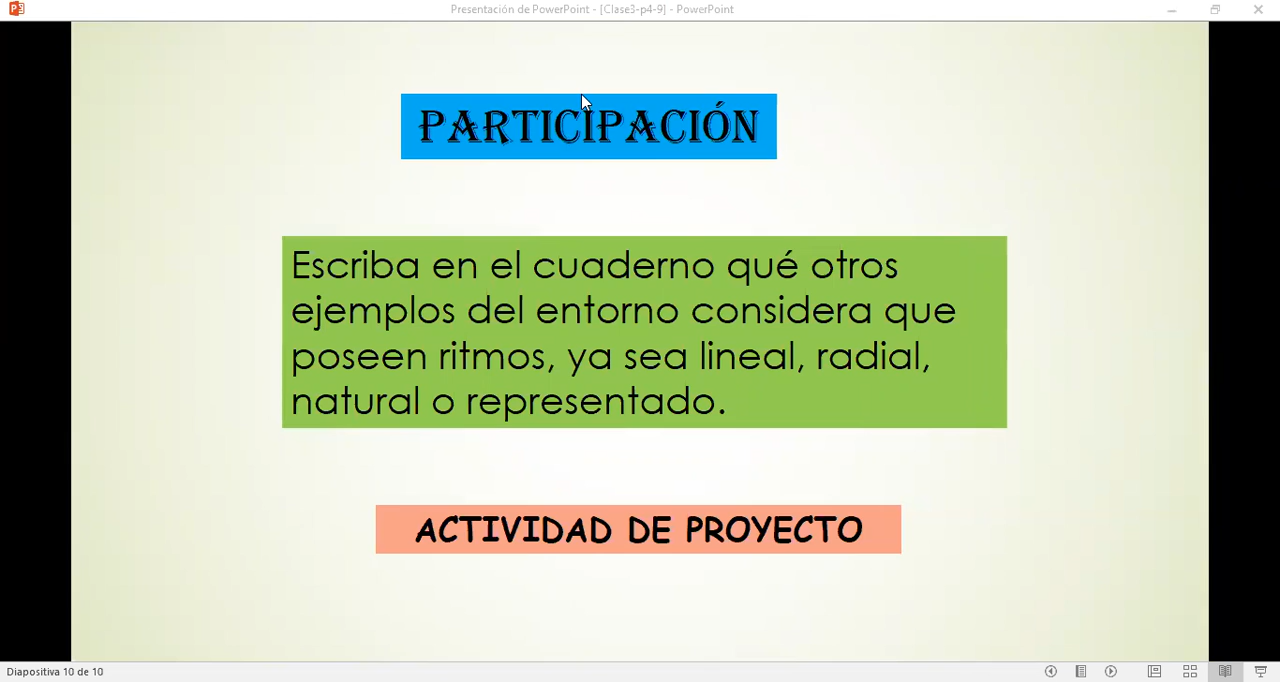 Presentación de PowerPoint - [Clase3-p4-9] - PowerPoint
PARTICIPACIÓN
Escriba en el cuaderno qué otros
ejemplos del entorno considera que
poseen ritmos, ya sea lineal, radial,
natural o representado.
ACTIVIDAD DE PROYECTO
Diapositiva 10 de 10